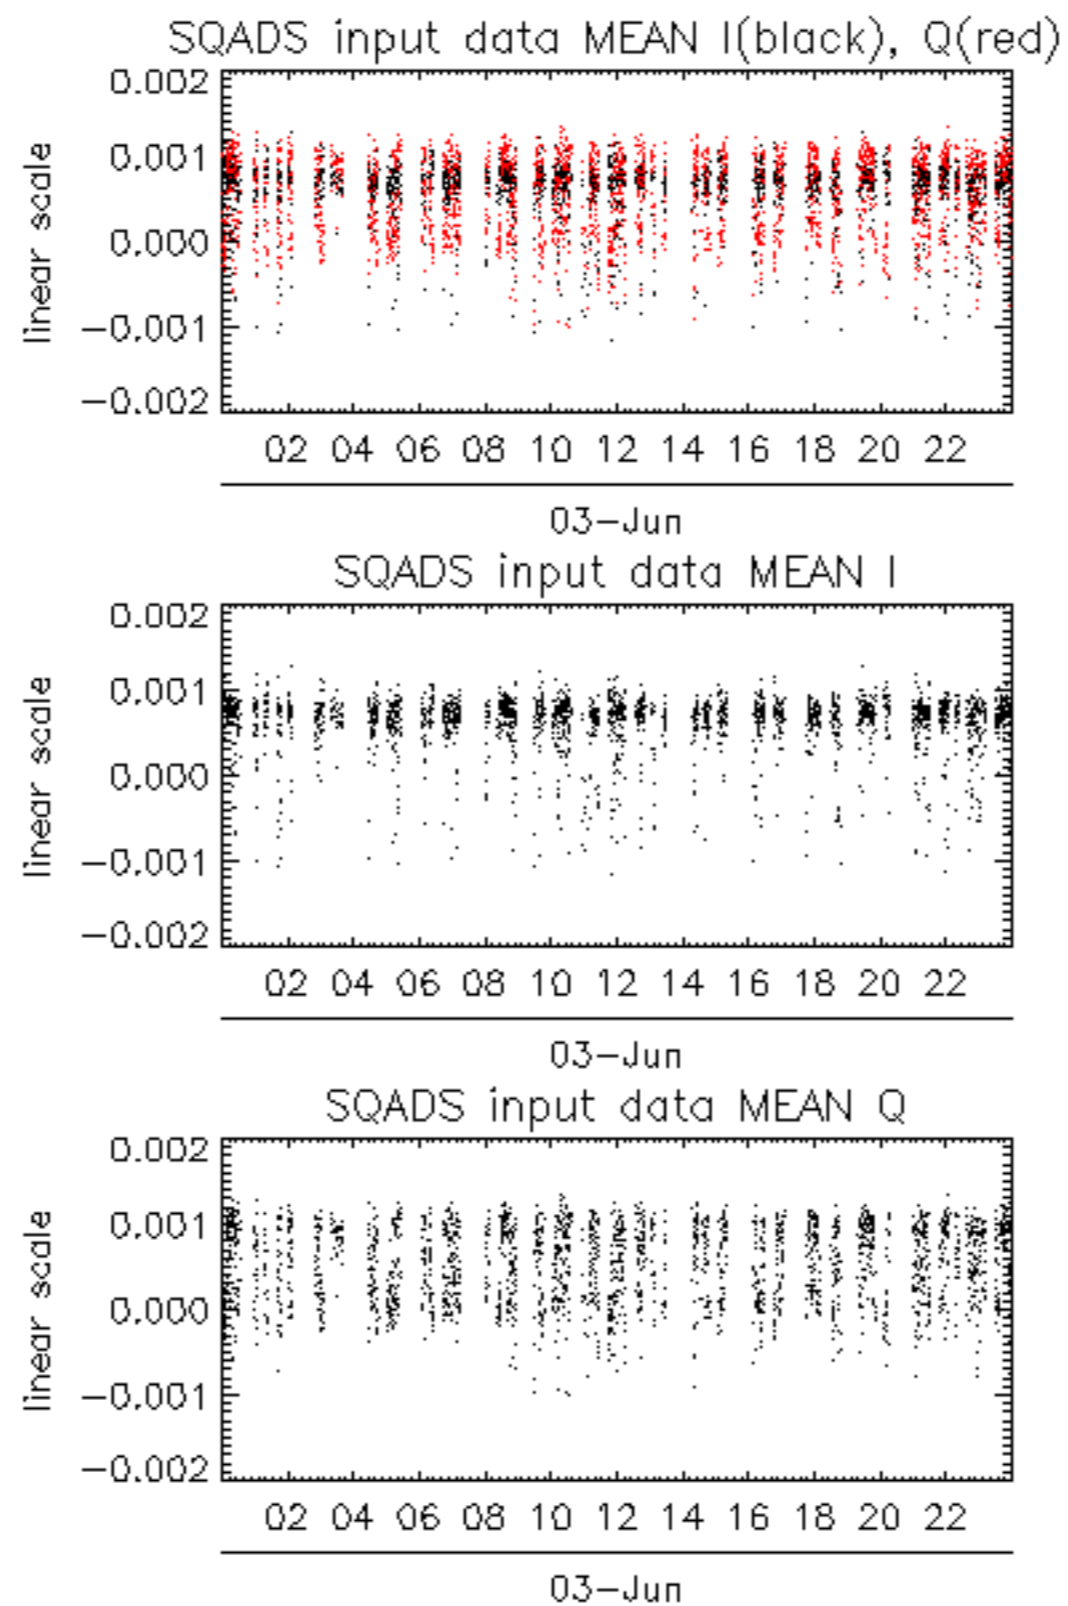 SQADS input data MEAN I(black), Q(red)
linear scale
0.002
0.001
0.000
−0.001
−0.002
02 04 06 08 10 12 14 16 18 20 22
03−Jun
SQADS input data MEAN I
linear scale
0.002
0.001
0.000
−0.001
−0.002
02 04 06 08 10 12 14 16 18 20 22
03−Jun
SQADS input data MEAN Q
linear scale
0.002
0.001
0.000
−0.001
−0.002
02 04 06 08 10 12 14 16 18 20 22
03−Jun